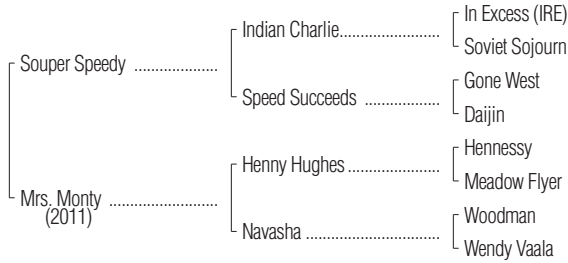 In Excess (IRE)
Indian Charlie....................
Soviet Sojourn
Souper Speedy .................
Gone West
Speed Succeeds ...............
Daijin
Hennessy
Henny Hughes ..................
Meadow Flyer
Mrs. Monty ......................
(2011)
Woodman
Navasha ...........................
Wendy Vaala